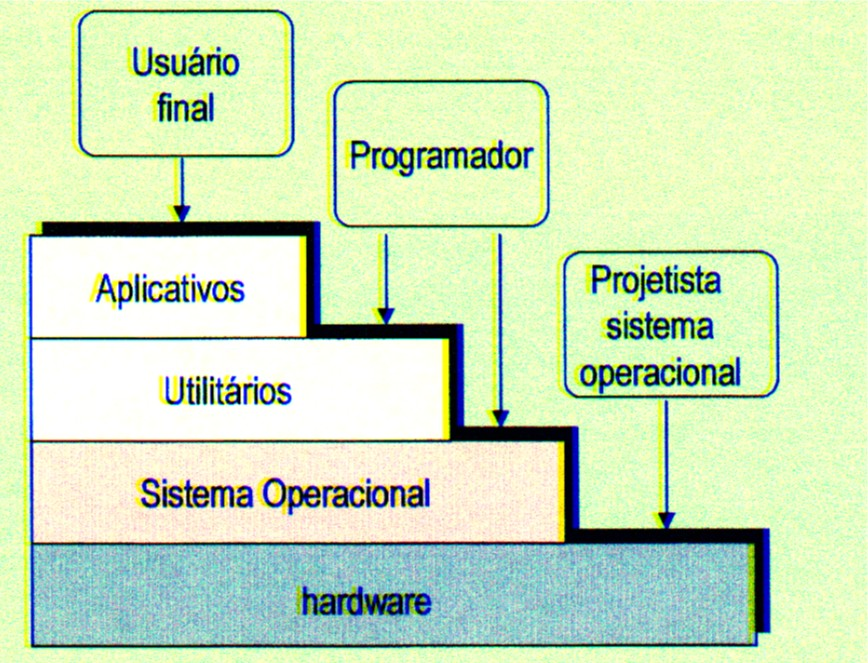 Usuário
final
Programador
Projetista
sistema
operacional
Aplicativos
Utilitários
Sistema Operacional
hardware